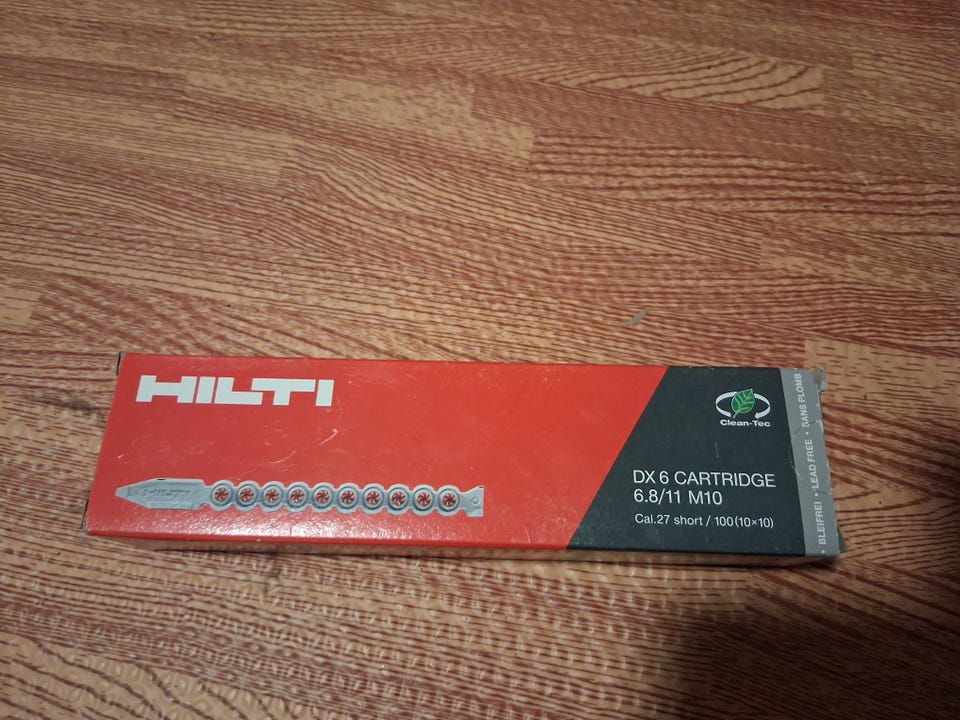 HILTI
HILTI
Clean-Tec
DX 6 CARTRIDGE
6.8/11 M10
Cal.27 short / 100(10×10)
• BLEIFREI • LEAD FREE • SANS PLOMB